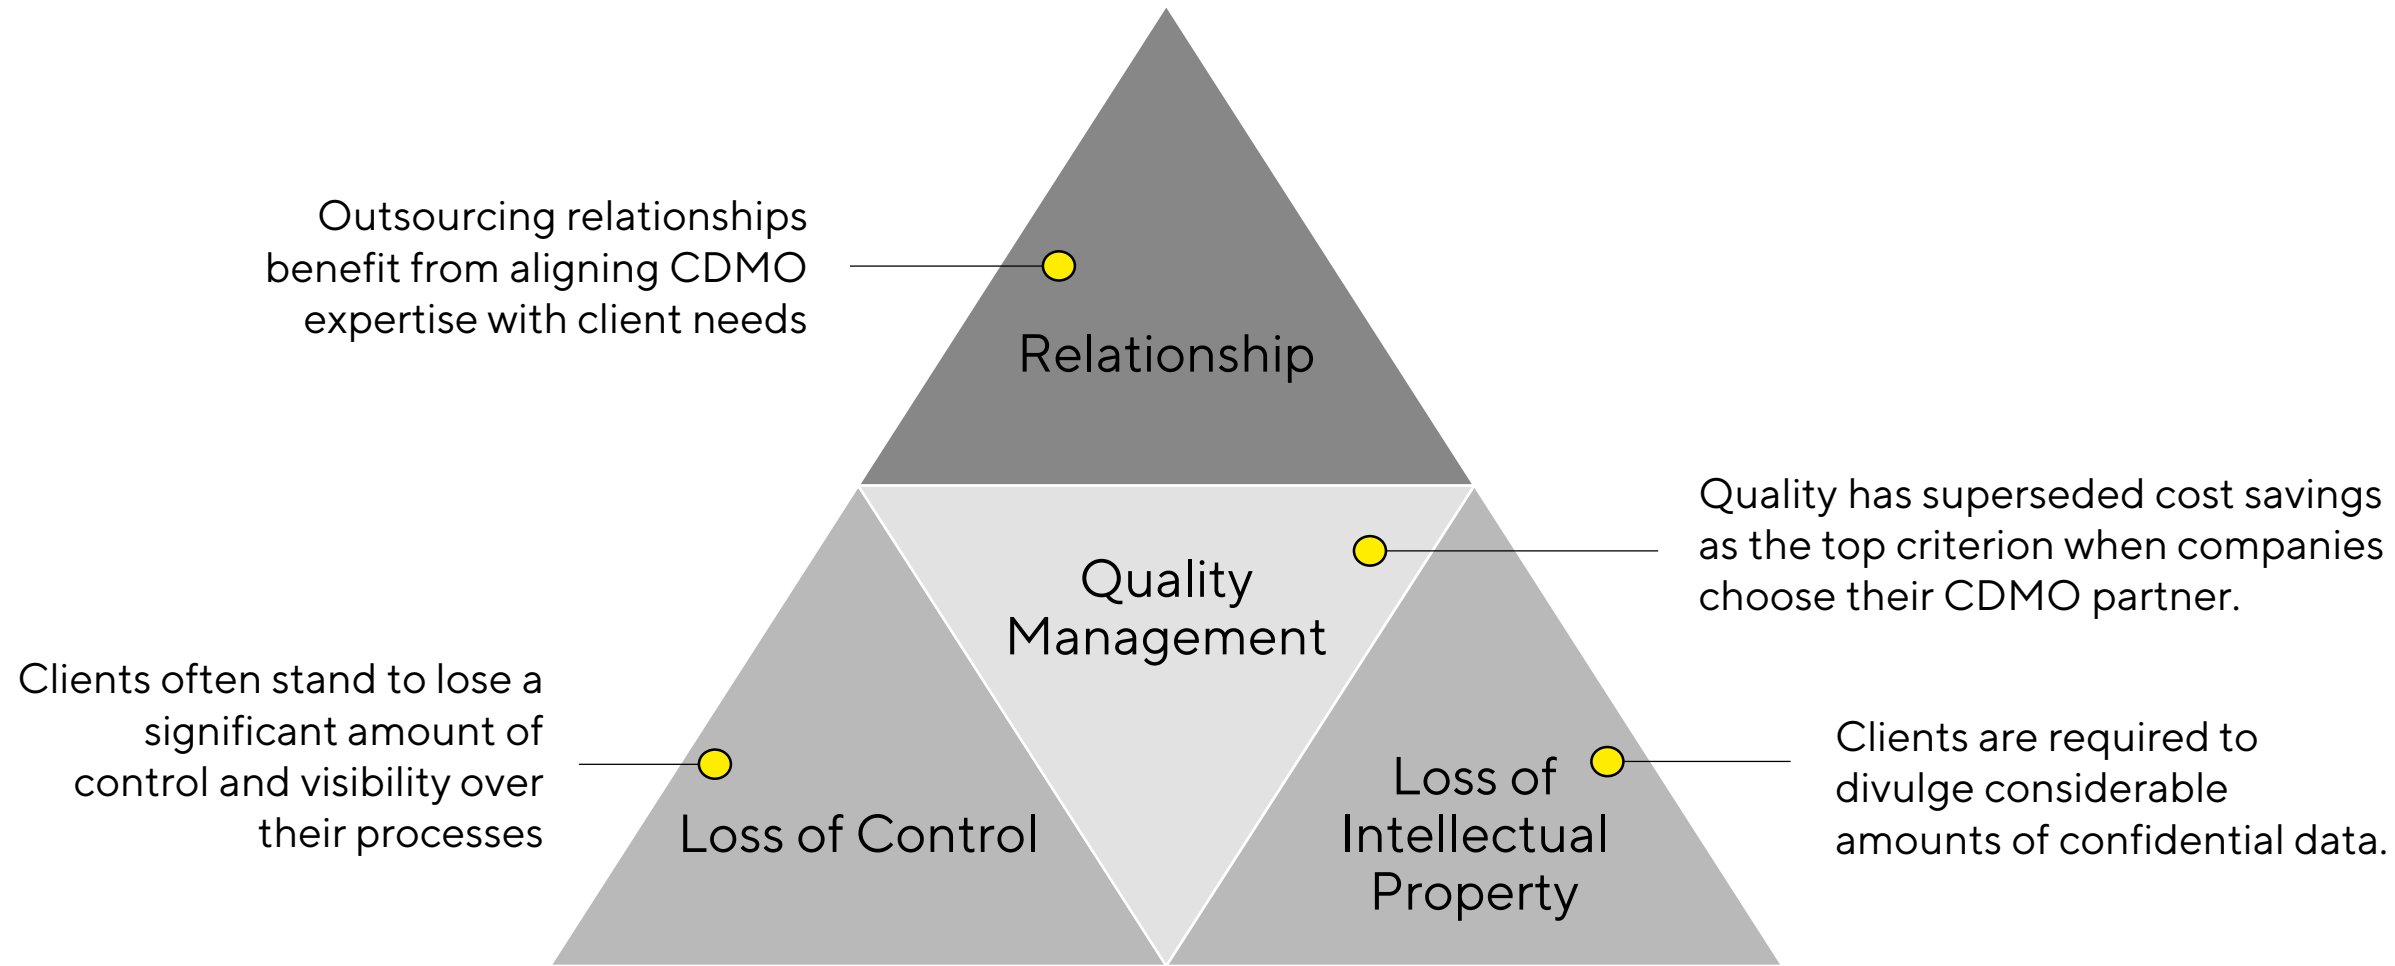 Outsourcing relationships
benefit from aligning CDMO
expertise with client needs
Relationship
Quality
Management
Quality has superseded cost savings
as the top criterion when companies
choose their CDMO partner.
Clients often stand to lose a
significant amount of
control and visibility over
their processes
Loss of Control
Loss of
Intellectual
Property
Clients are required to
divulge considerable
amounts of confidential data.